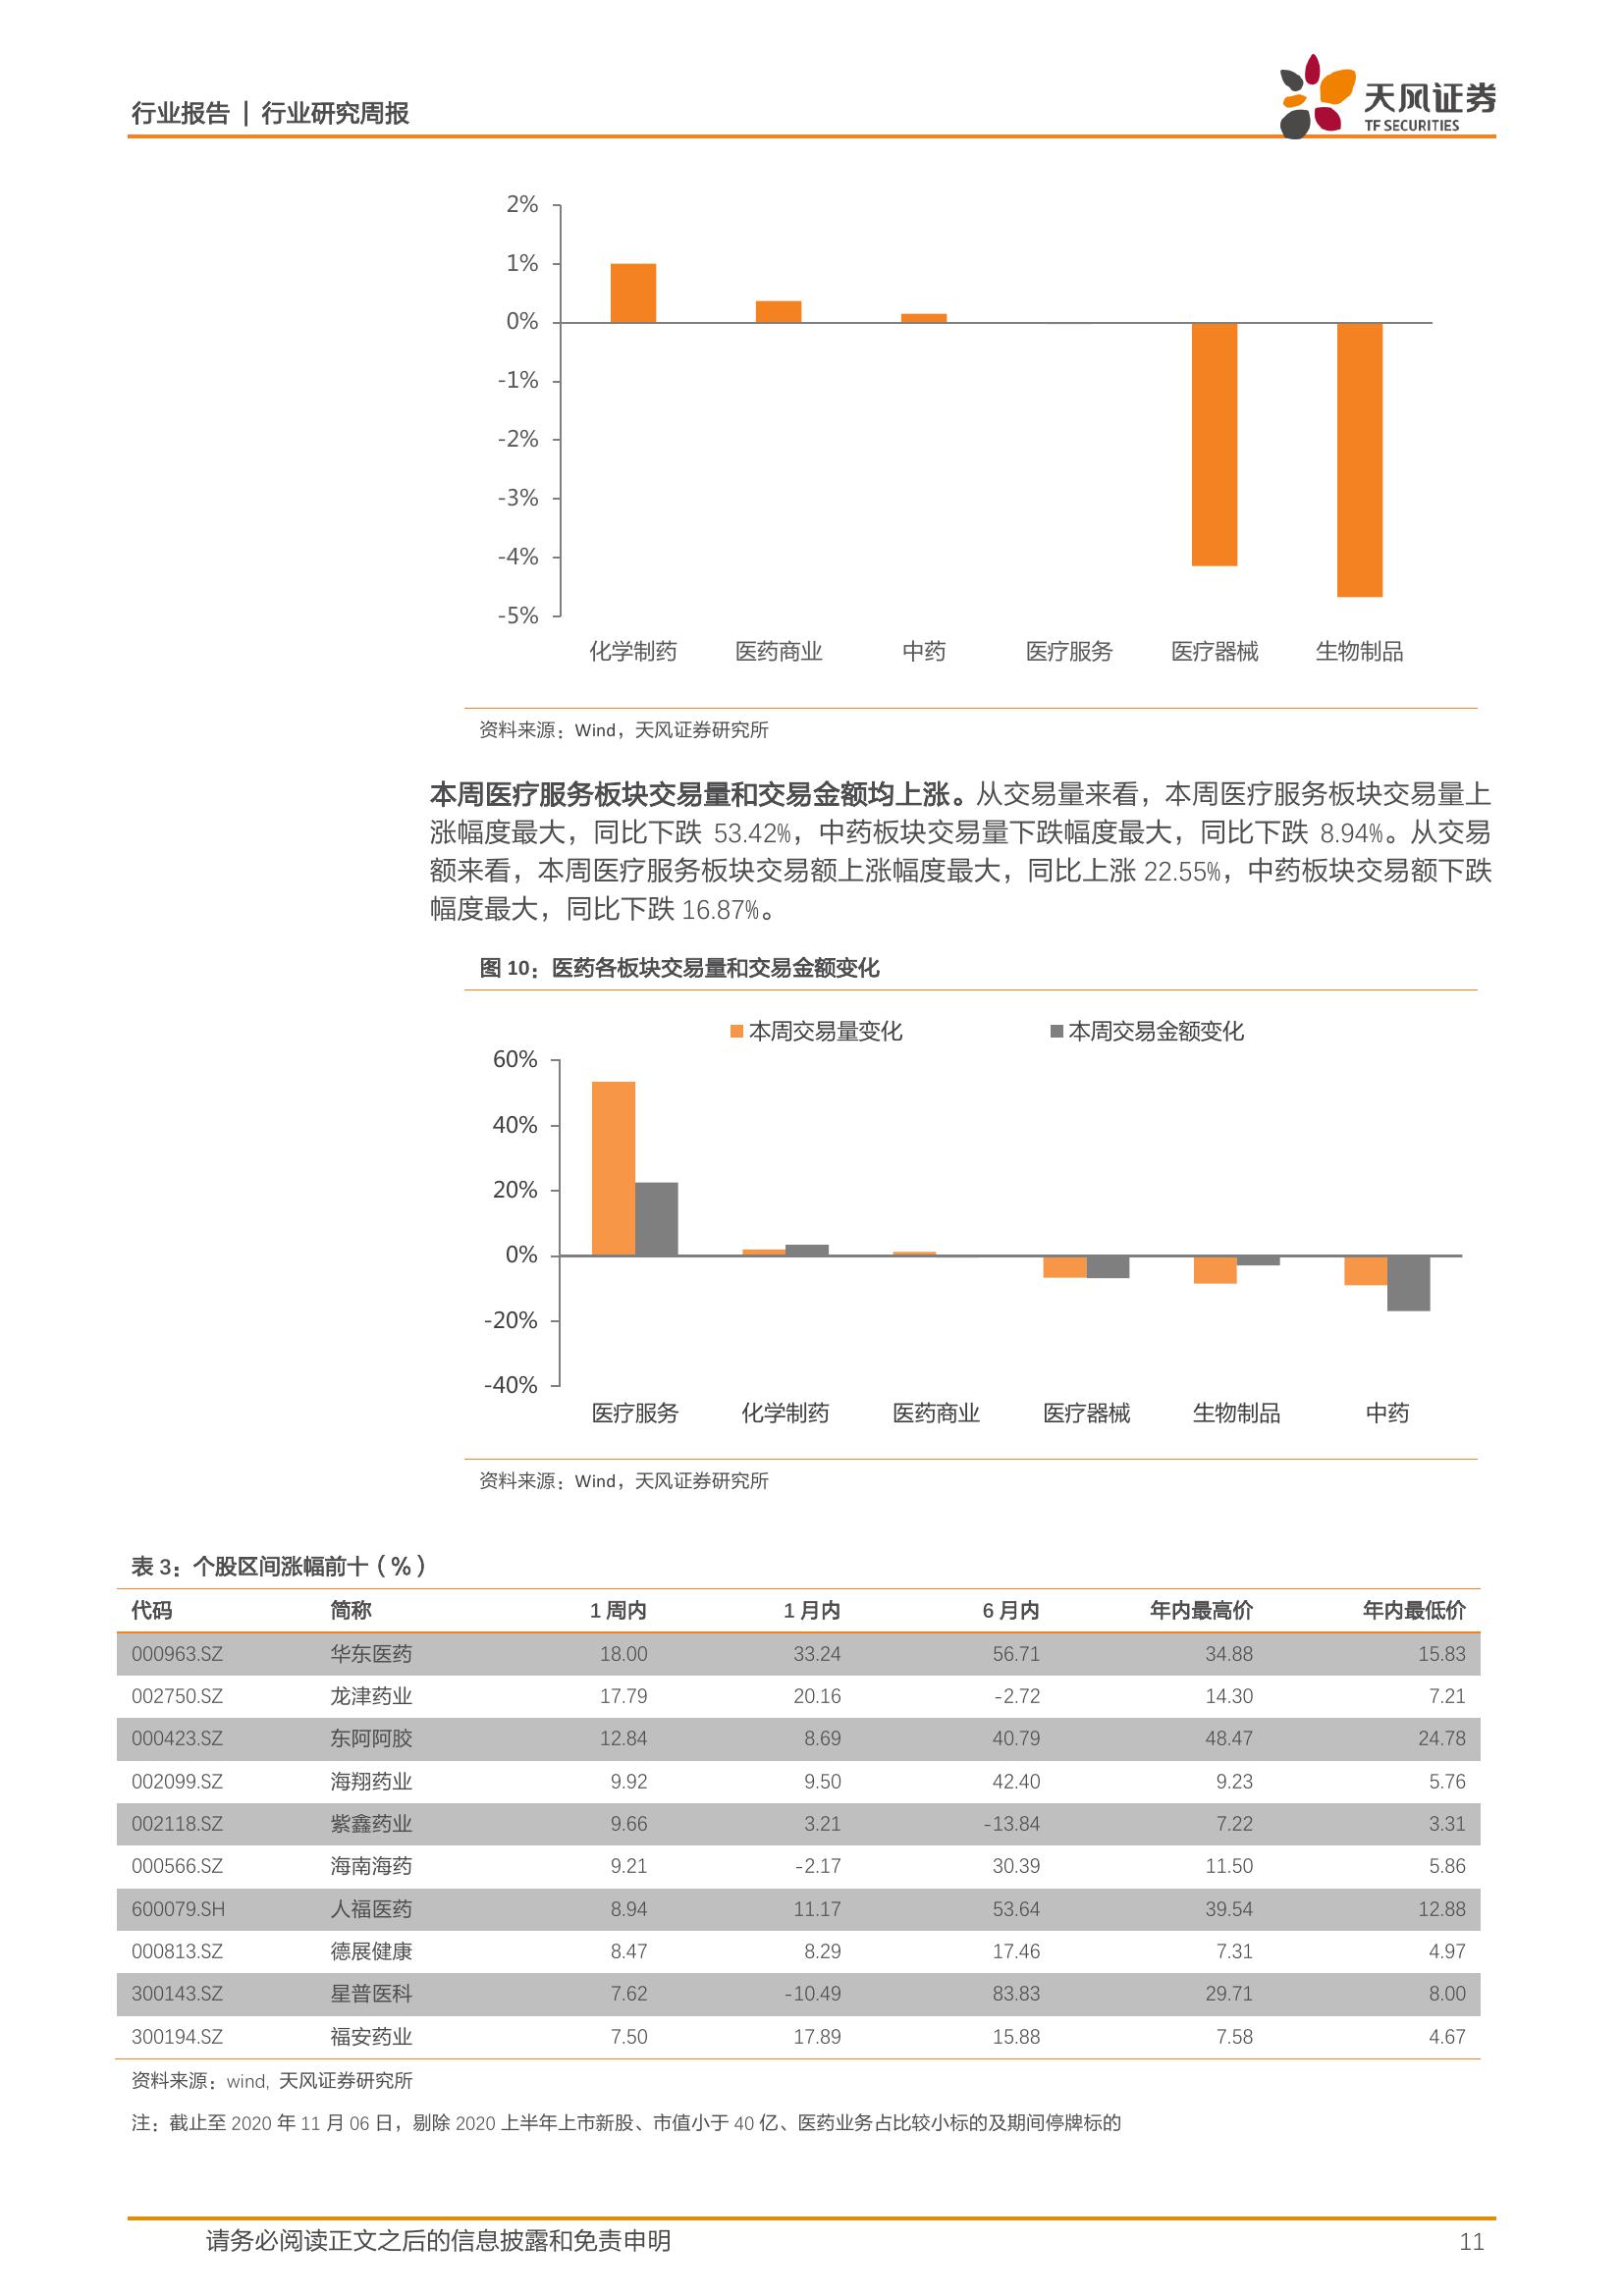 行业报告 | 行业研究周报
天风证券
TF SECURITIES
2%
1%
0%
-1%
-2%
-3%
-4%
-5%
化学制药 医药商业 中药 医疗服务 医疗器械 生物制品
资料来源：Wind，天风证券研究所
本周医疗服务板块交易量和交易金额均上涨。从交易量来看，本周医疗服务板块交易量上
涨幅度最大，同比下跌 53.42%，中药板块交易量下跌幅度最大，同比下跌 8.94%。从交易
额来看，本周医疗服务板块交易额上涨幅度最大，同比上涨 22.55%，中药板块交易额下跌
幅度最大，同比下跌 16.87%。
图 10：医药各板块交易量和交易金额变化
本周交易量变化 本周交易金额变化
60%
40%
20%
0%
-20%
-40%
医疗服务 化学制药 医药商业 医疗器械 生物制品 中药
资料来源：Wind，天风证券研究所
表 3：个股区间涨幅前十（%）
代码 简称 1 周内 1 月内 6 月内 年内最高价 年内最低价
000963.SZ 华东医药 18.00 33.24 56.71 34.88 15.83
002750.SZ 龙津药业 17.79 20.16 -2.72 14.30 7.21
000423.SZ 东阿阿胶 12.84 8.69 40.79 48.47 24.78
002099.SZ 海翔药业 9.92 9.50 42.40 9.23 5.76
002118.SZ 紫鑫药业 9.66 3.21 -13.84 7.22 3.31
000566.SZ 海南海药 9.21 -2.17 30.39 11.50 5.86
600079.SH 人福医药 8.94 11.17 53.64 39.54 12.88
000813.SZ 德展健康 8.47 8.29 17.46 7.31 4.97
300143.SZ 星普医科 7.62 -10.49 83.83 29.71 8.00
300194.SZ 福安药业 7.50 17.89 15.88 7.58 4.67
资料来源：wind, 天风证券研究所
注：截止至 2020 年 11 月 06 日，剔除 2020 上半年上市新股、市值小于 40 亿、医药业务占比较小标的及期间停牌标的
请务必阅读正文之后的信息披露和免责申明 11